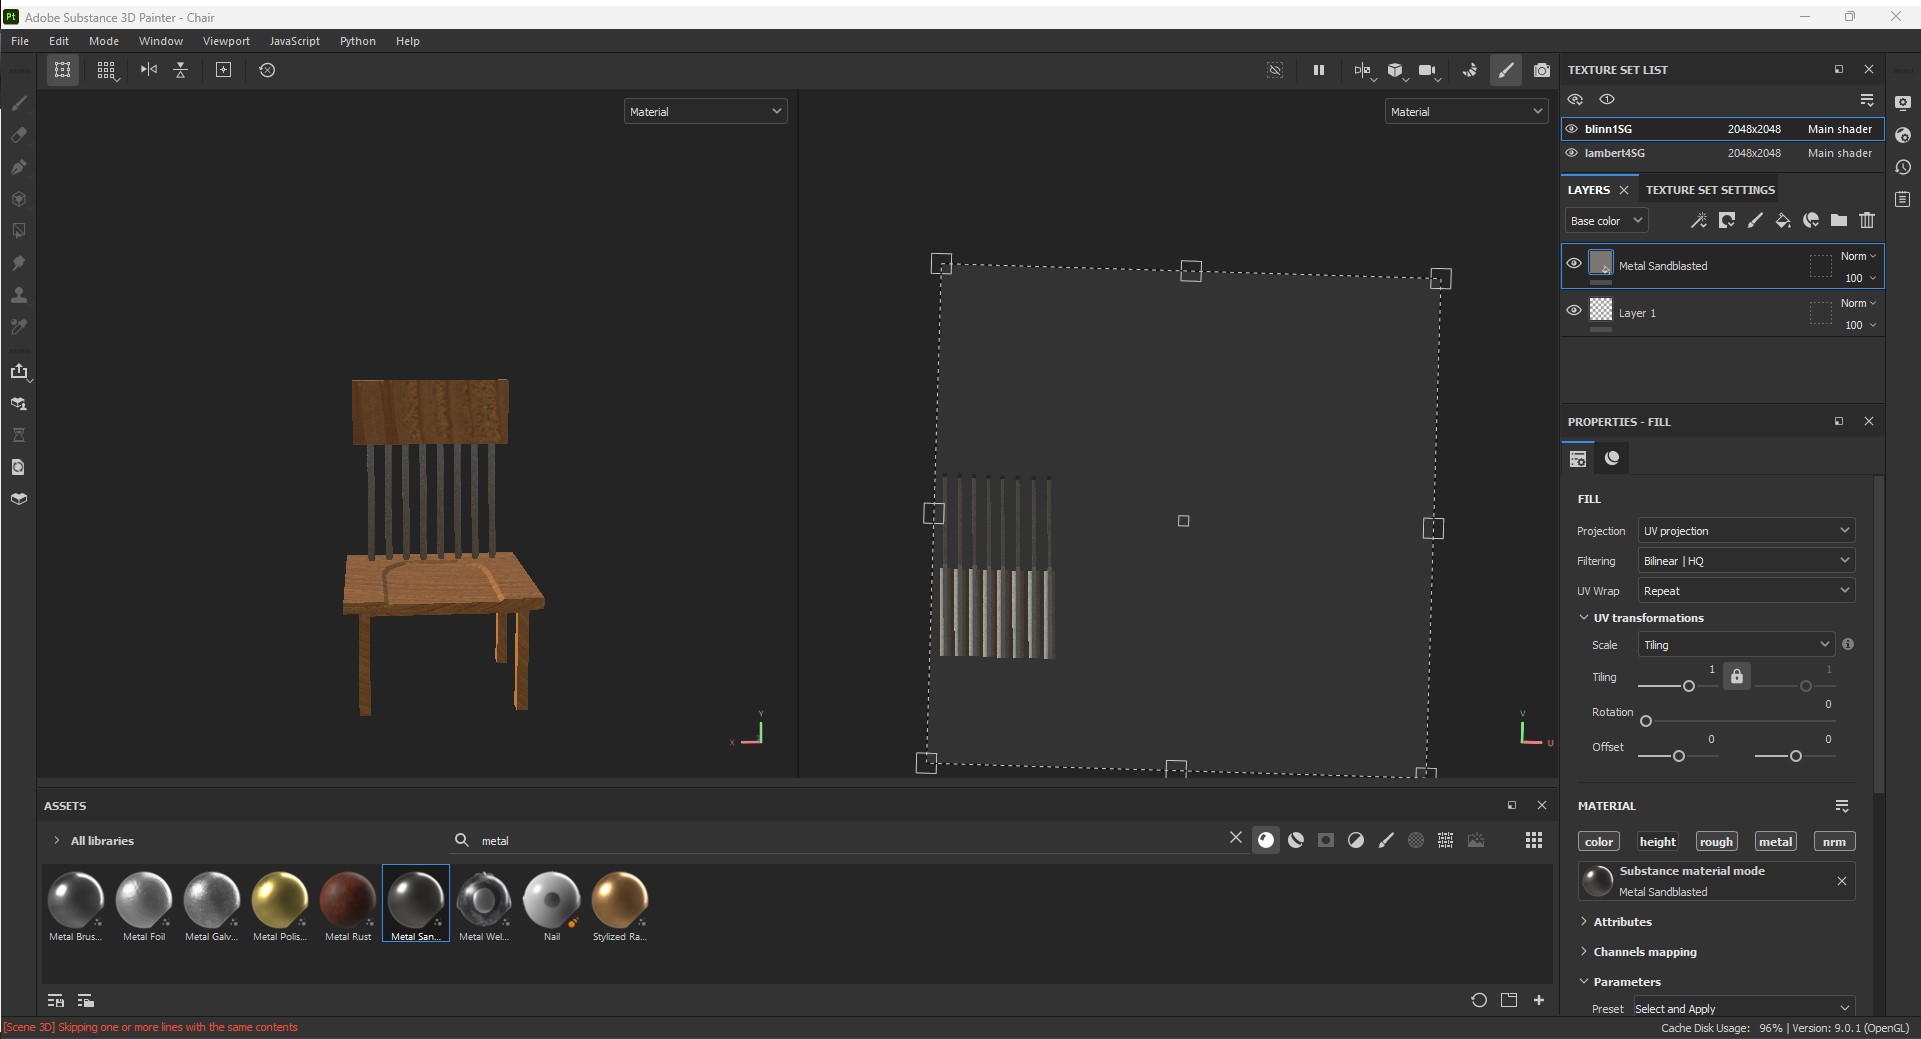 Pt Adobe Substance 3D Painter - Chair
File Edit Mode Window Viewport JavaScript Python Help
Material
Material
TEXTURE SET LIST
1
blinn1SG 2048x2048 Main shader
lambert4SG 2048x2048 Main shader
LAYERS TEXTURE SET SETTINGS
Base color
Metal Sandblasted Norm
100
Layer 1 Norm
100
PROPERTIES - FILL
FILL
Projection UV projection
Filtering Bilinear | HQ
UV Wrap Repeat
UV transformations
Scale Tiling
Tiling 1 1
Rotation 0
Offset 0 0
Y
X
V
U
MATERIAL
color height rough metal nrm
Substance material mode
Metal Sandblasted
Attributes
Channels mapping
Parameters
Preset Select and Apply
ASSETS
All libraries metal
Metal Brus... Metal Foil Metal Galv... Metal Polis... Metal Rust Metal San... Metal Wel... Nail Stylized Ra...
[Scene 3D] Skipping one or more lines with the same contents
Cache Disk Usage: 96% | Version: 9.0.1 (OpenGL)